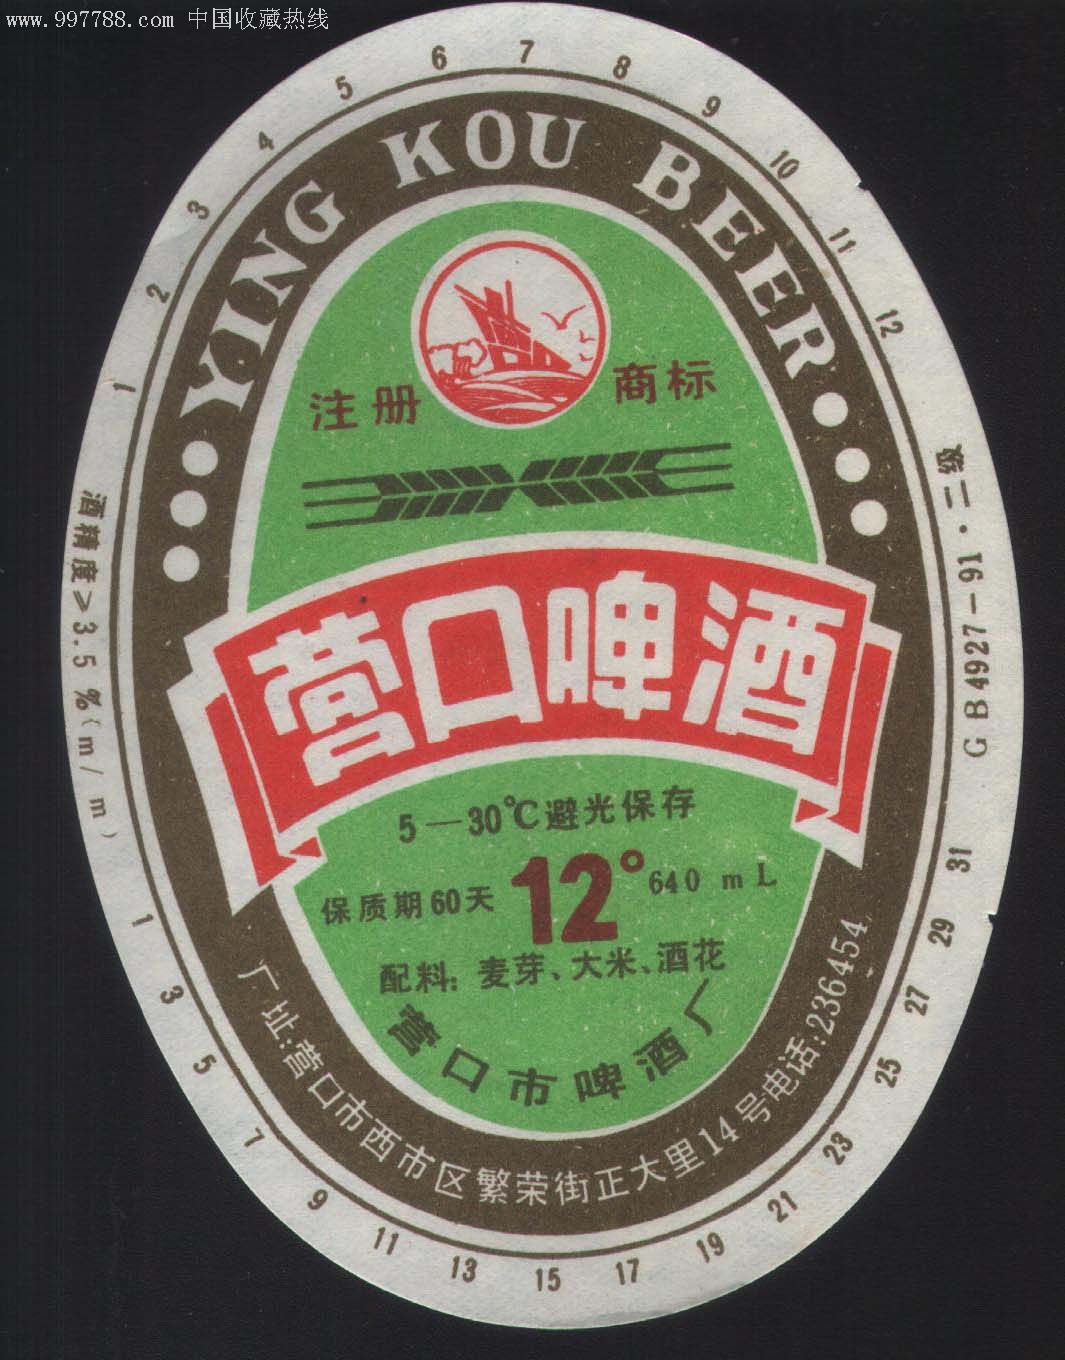 www.997788.com 中国收藏热线
1 2 3 4 5 6 7 8 9 10 11 12
YING KOU BEER
注册 商标
营口啤酒
5—30℃避光保存
保质期60天 12° 640 mL
配料：麦芽、大米、酒花
营口市啤酒厂
厂址:营口市西市区繁荣街正大里14号电话:236454
酒精度≥3.5%(m/m)
GB4927-91·二级
1 3 5 7 9 11 13 15 17 19 21 23 25 27 29 31